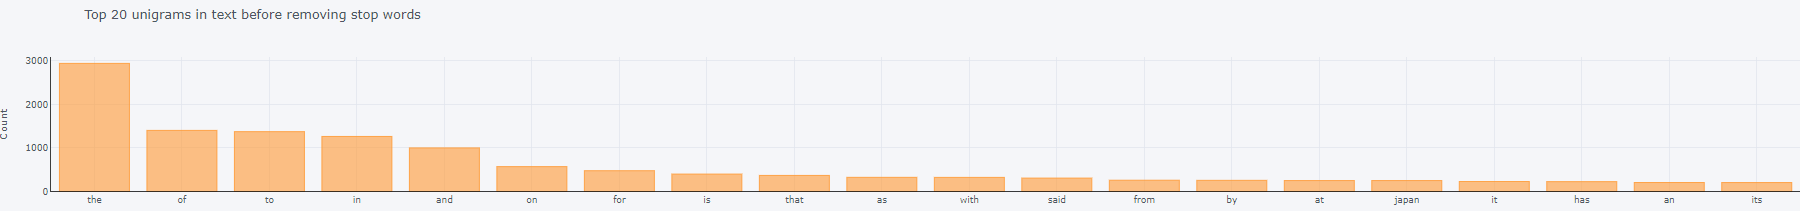 Top 20 unigrams in text before removing stop words
Count
3000
2000
1000
0
the of to in and on for is that as with said from by at japan it has an its